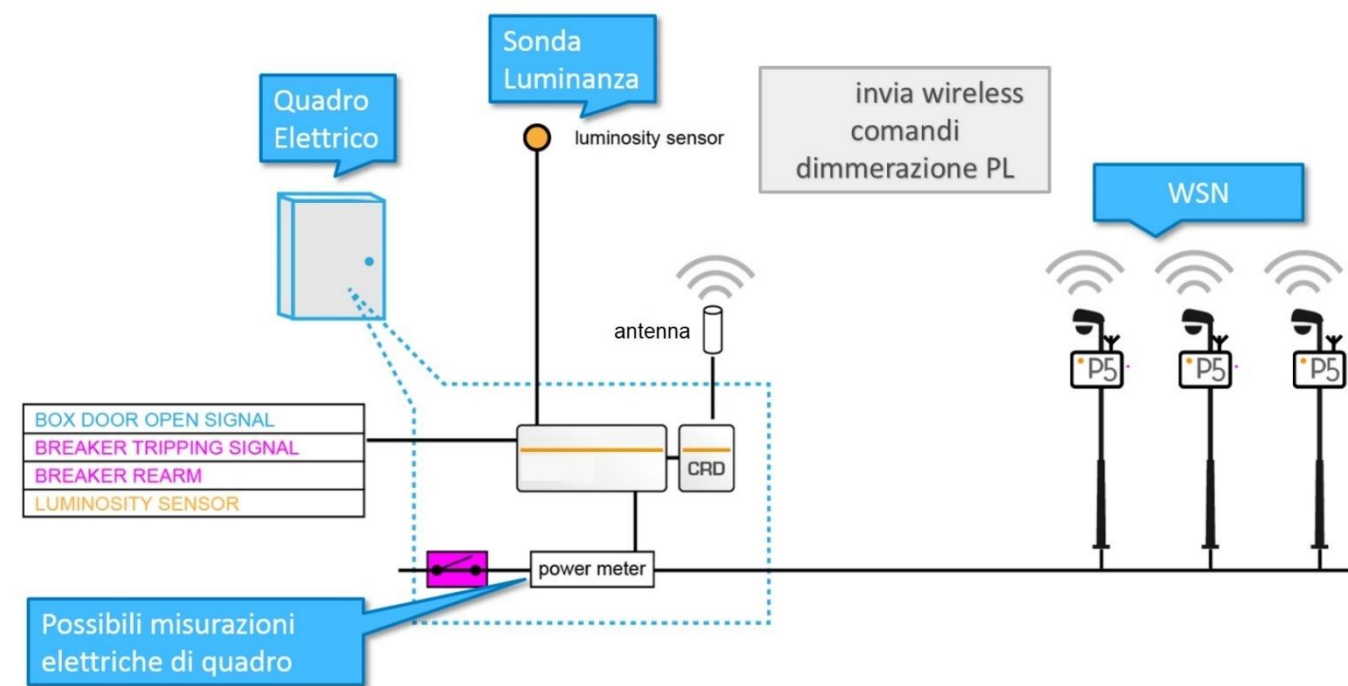 Sonda
Luminanza
Quadro
Elettrico
luminosity sensor
invia wireless
comandi
dimmerazione PL
WSN
antenna
P5
P5
P5
BOX DOOR OPEN SIGNAL
BREAKER TRIPPING SIGNAL
BREAKER REARM
LUMINOSITY SENSOR
CRD
power meter
Possibili misurazioni
elettriche di quadro